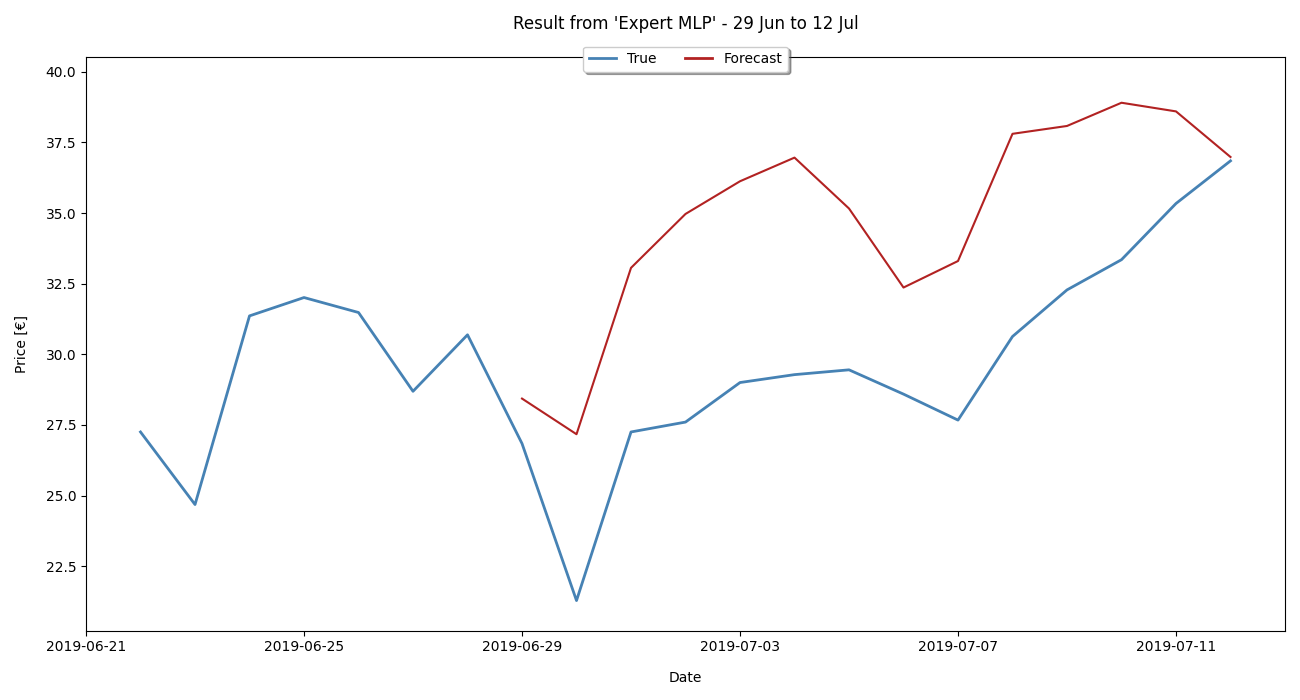 Result from 'Expert MLP' - 29 Jun to 12 Jul
True Forecast
40.0
37.5
35.0
32.5
30.0
27.5
25.0
22.5
Price [€]
2019-06-21 2019-06-25 2019-06-29 2019-07-03 2019-07-07 2019-07-11
Date